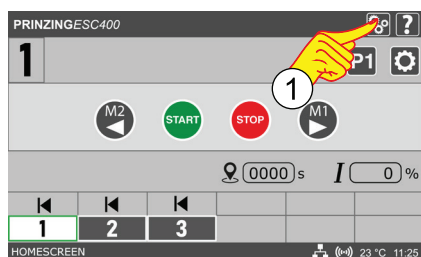 PRINZINGESC400 ?
1 P1
1
M2 START STOP M1
0000 s I 0 %
1 2 3
HOMESCREEN 23 °C 11:25